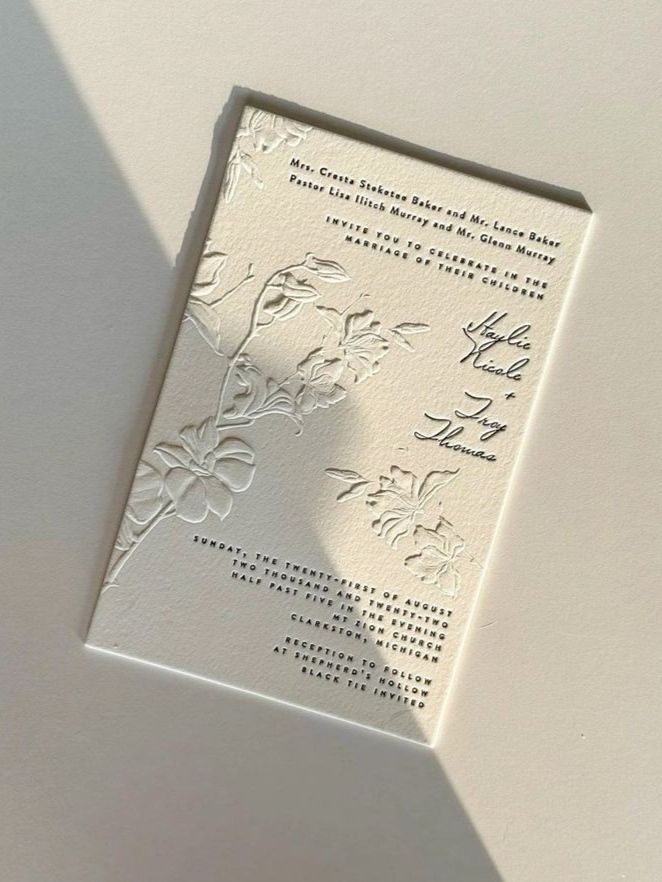 Mrs. Cresta Steketee Baker and Mr. Lance Baker
Pastor Lisa Ilitch Murray and Mr. Glenn Murray
INVITE YOU TO CELEBRATE IN THE
MARRIAGE OF THEIR CHILDREN
Haylie
Nicole
+
Troy
Thomas
SUNDAY, THE TWENTY-FIRST OF AUGUST
TWO THOUSAND AND TWENTY-TWO
HALF PAST FIVE IN THE EVENING
MT ZION CHURCH
CLARKSTON, MICHIGAN
RECEPTION TO FOLLOW
AT SHEPHERD'S HOLLOW
BLACK TIE INVITED